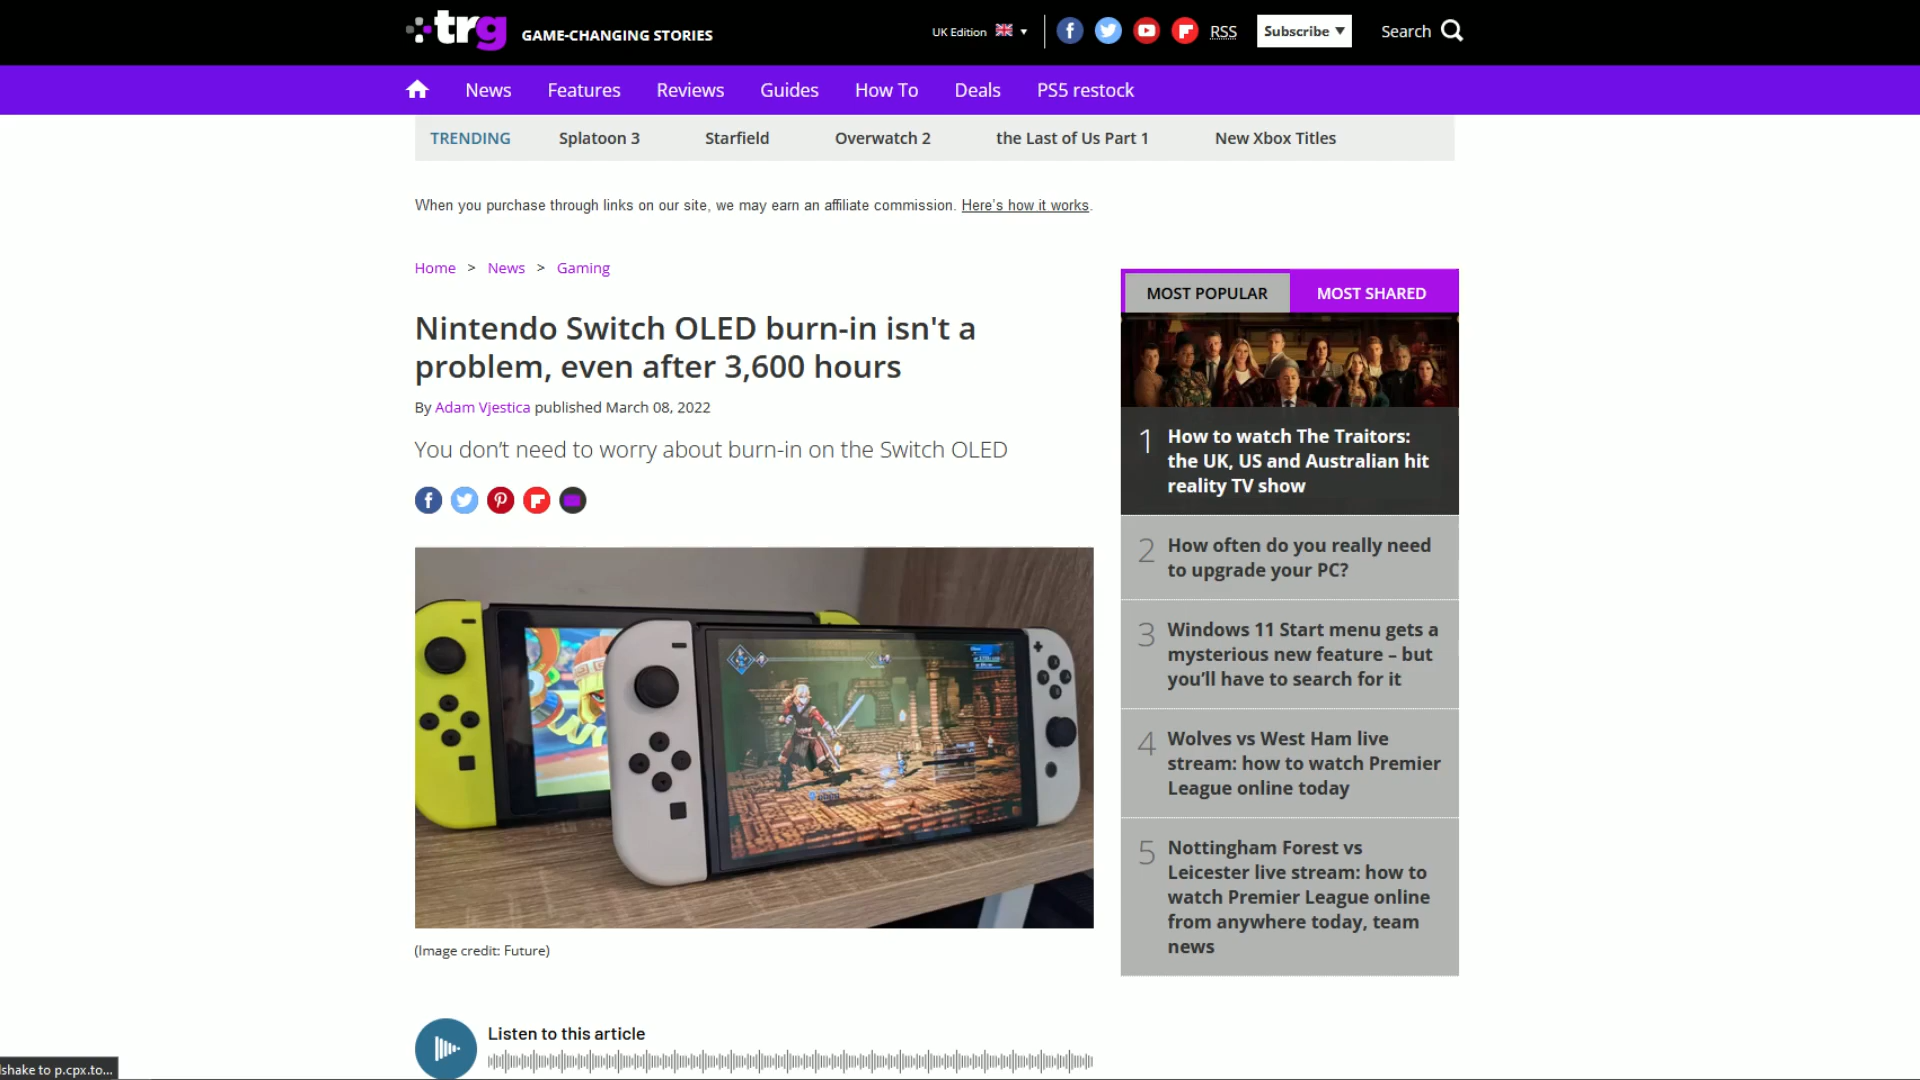 trg GAME-CHANGING STORIES
UK Edition ▼
RSS
Subscribe ▼
Search
News Features Reviews Guides How To Deals PS5 restock
TRENDING Splatoon 3 Starfield Overwatch 2 the Last of Us Part 1 New Xbox Titles
When you purchase through links on our site, we may earn an affiliate commission. Here's how it works.
Home > News > Gaming
Nintendo Switch OLED burn-in isn't a
problem, even after 3,600 hours
By Adam Vjestica published March 08, 2022
You don't need to worry about burn-in on the Switch OLED
(Image credit: Future)
Listen to this article
MOST POPULAR MOST SHARED
1 How to watch The Traitors:
the UK, US and Australian hit
reality TV show
2 How often do you really need
to upgrade your PC?
3 Windows 11 Start menu gets a
mysterious new feature – but
you'll have to search for it
4 Wolves vs West Ham live
stream: how to watch Premier
League online today
5 Nottingham Forest vs
Leicester live stream: how to
watch Premier League online
from anywhere today, team
news
shake to p.cpx.to...